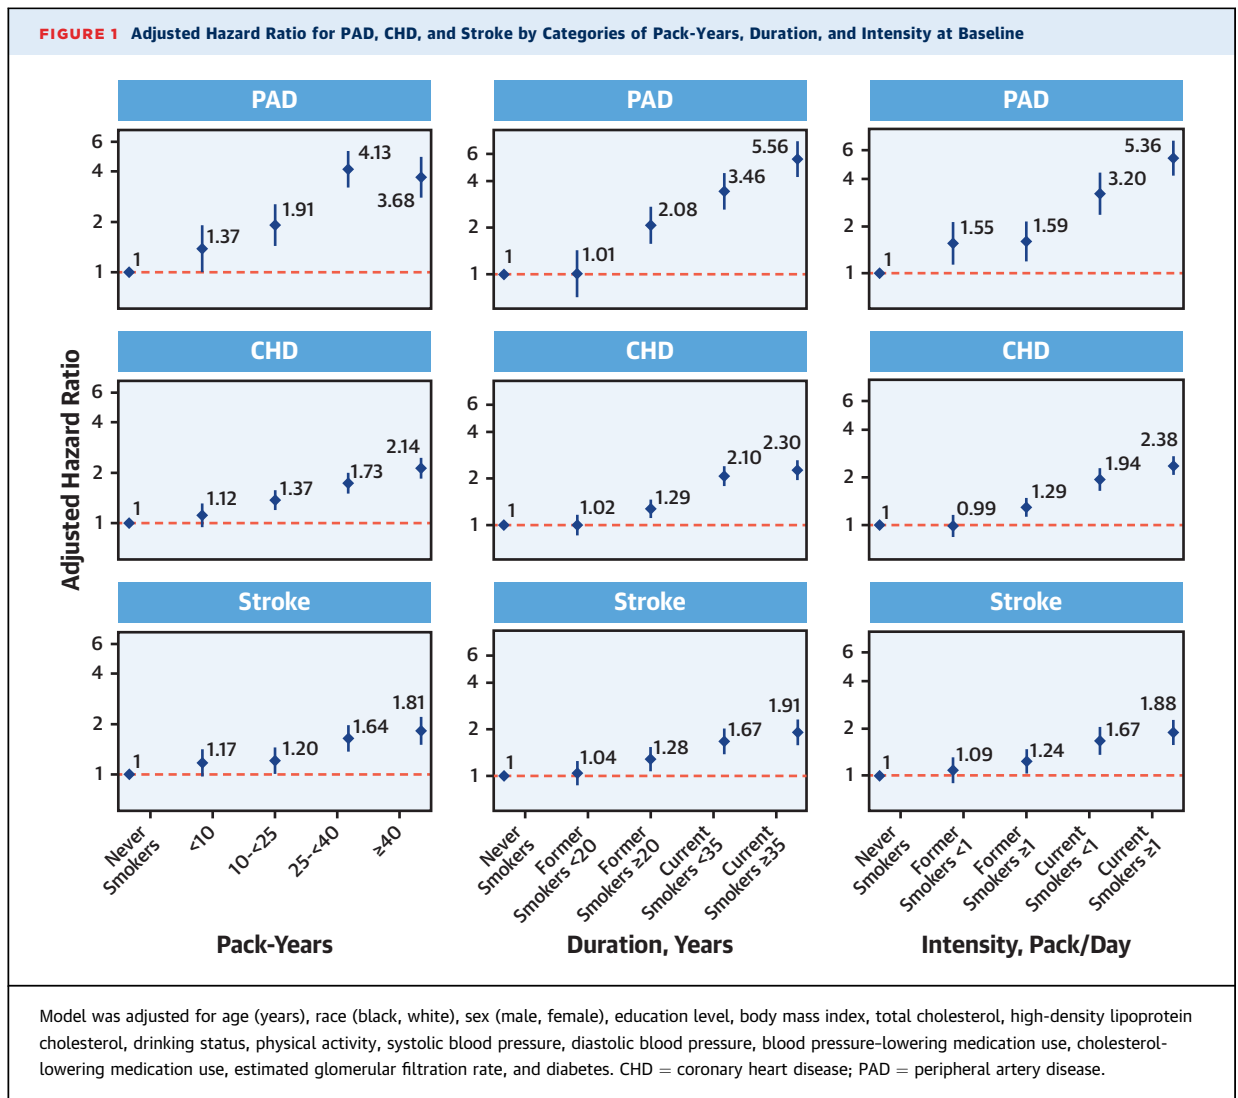 FIGURE 1 Adjusted Hazard Ratio for PAD, CHD, and Stroke by Categories of Pack-Years, Duration, and Intensity at Baseline
Adjusted Hazard Ratio
PAD
6
4
2
1
1
1.37
1.91
4.13
3.68
PAD
6
4
2
1
1
1.01
2.08
3.46
5.56
PAD
6
4
2
1
1
1.55
1.59
3.20
5.36
CHD
6
4
2
1
1
1.12
1.37
1.73
2.14
CHD
6
4
2
1
1
1.02
1.29
2.10
2.30
CHD
6
4
2
1
1
0.99
1.29
1.94
2.38
Stroke
6
4
2
1
1
1.17
1.20
1.64
1.81
Stroke
6
4
2
1
1
1.04
1.28
1.67
1.91
Stroke
6
4
2
1
1
1.09
1.24
1.67
1.88
Never
Smokers
<10
10-<25
25-<40
≥40
Pack-Years
Never
Smokers
Former
Smokers <20
Former
Smokers ≥20
Current
Smokers <35
Current
Smokers ≥35
Duration, Years
Never
Smokers
Former
Smokers <1
Former
Smokers ≥1
Current
Smokers <1
Current
Smokers ≥1
Intensity, Pack/Day
Model was adjusted for age (years), race (black, white), sex (male, female), education level, body mass index, total cholesterol, high-density lipoprotein
cholesterol, drinking status, physical activity, systolic blood pressure, diastolic blood pressure, blood pressure–lowering medication use, cholesterol-
lowering medication use, estimated glomerular filtration rate, and diabetes. CHD = coronary heart disease; PAD = peripheral artery disease.